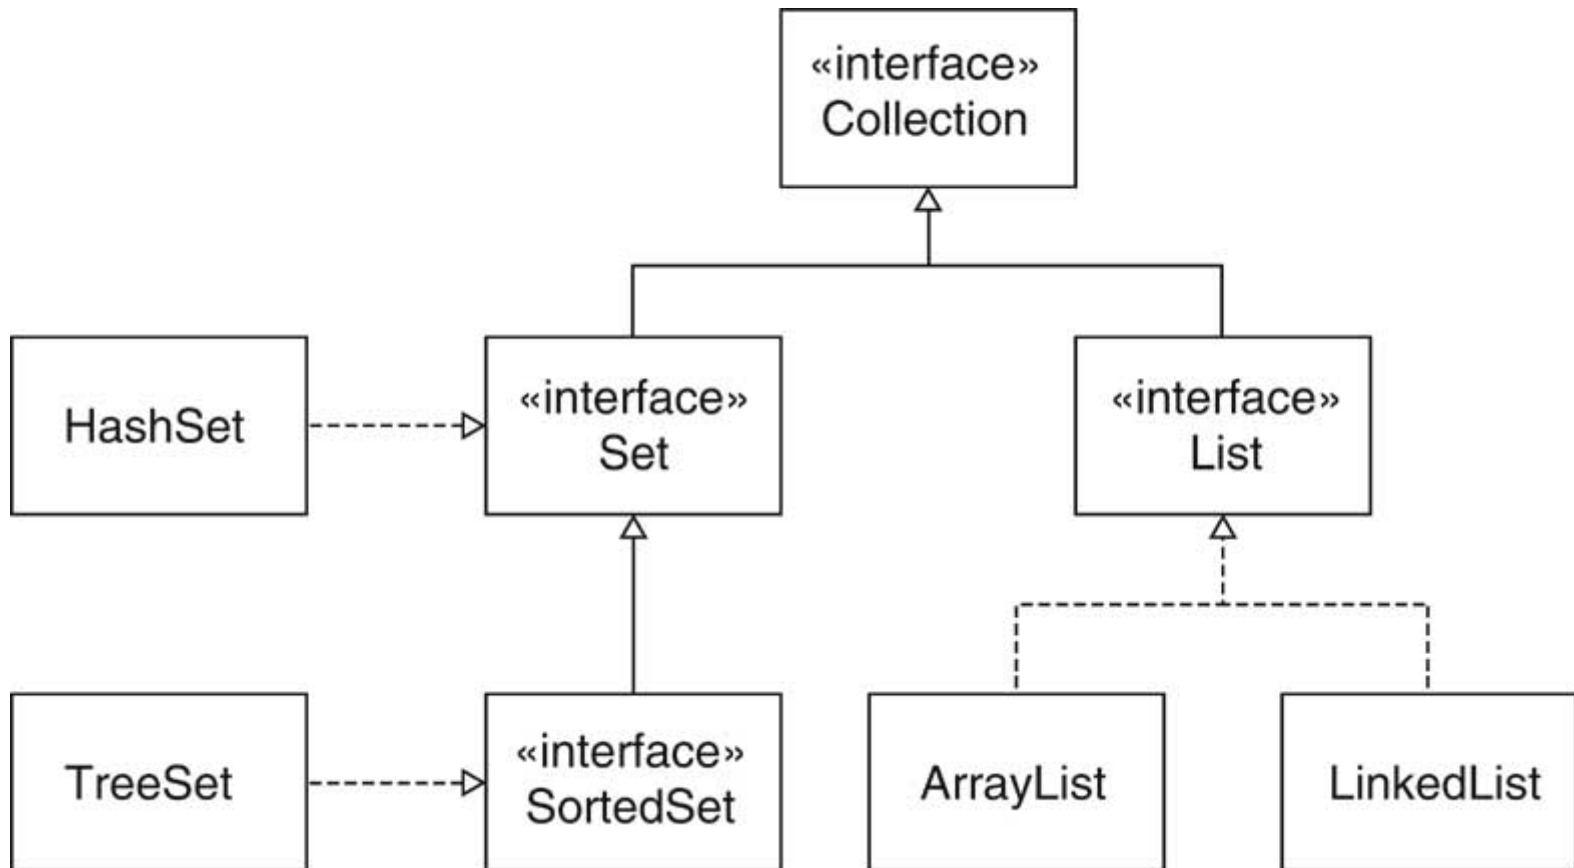 «interface»
Collection
HashSet
«interface»
Set
«interface»
List
TreeSet
«interface»
SortedSet
ArrayList
LinkedList